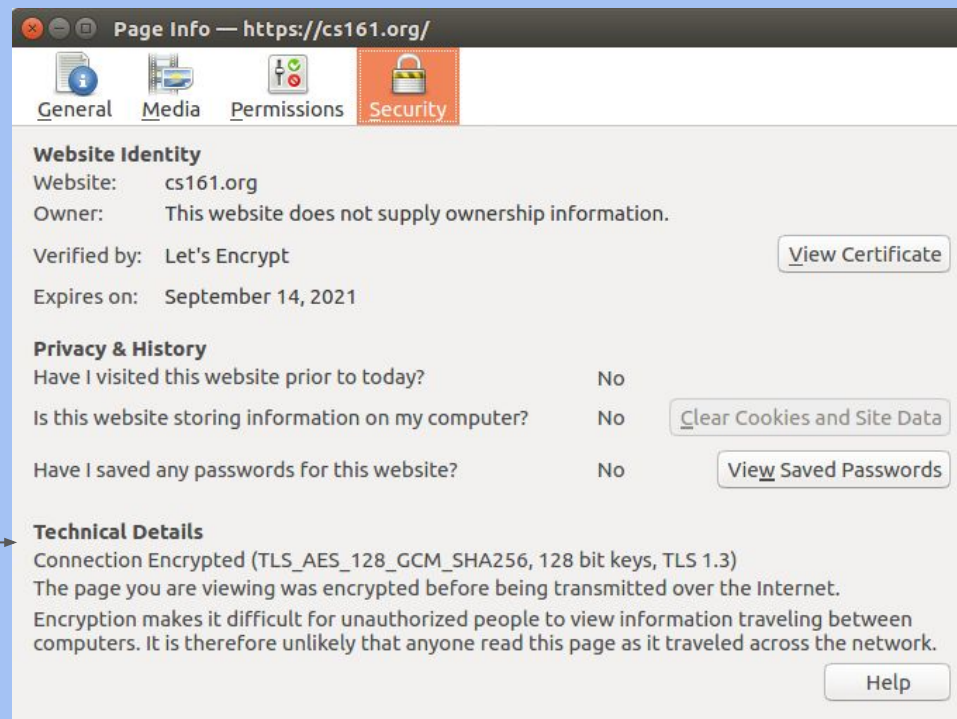 Page Info — https://cs161.org/
General Media Permissions Security
Website Identity
Website: cs161.org
Owner: This website does not supply ownership information.
Verified by: Let's Encrypt View Certificate
Expires on: September 14, 2021
Privacy & History
Have I visited this website prior to today? No
Is this website storing information on my computer? No Clear Cookies and Site Data
Have I saved any passwords for this website? No View Saved Passwords
Technical Details
Connection Encrypted (TLS_AES_128_GCM_SHA256, 128 bit keys, TLS 1.3)
The page you are viewing was encrypted before being transmitted over the Internet.
Encryption makes it difficult for unauthorized people to view information traveling between
computers. It is therefore unlikely that anyone read this page as it traveled across the network.
Help